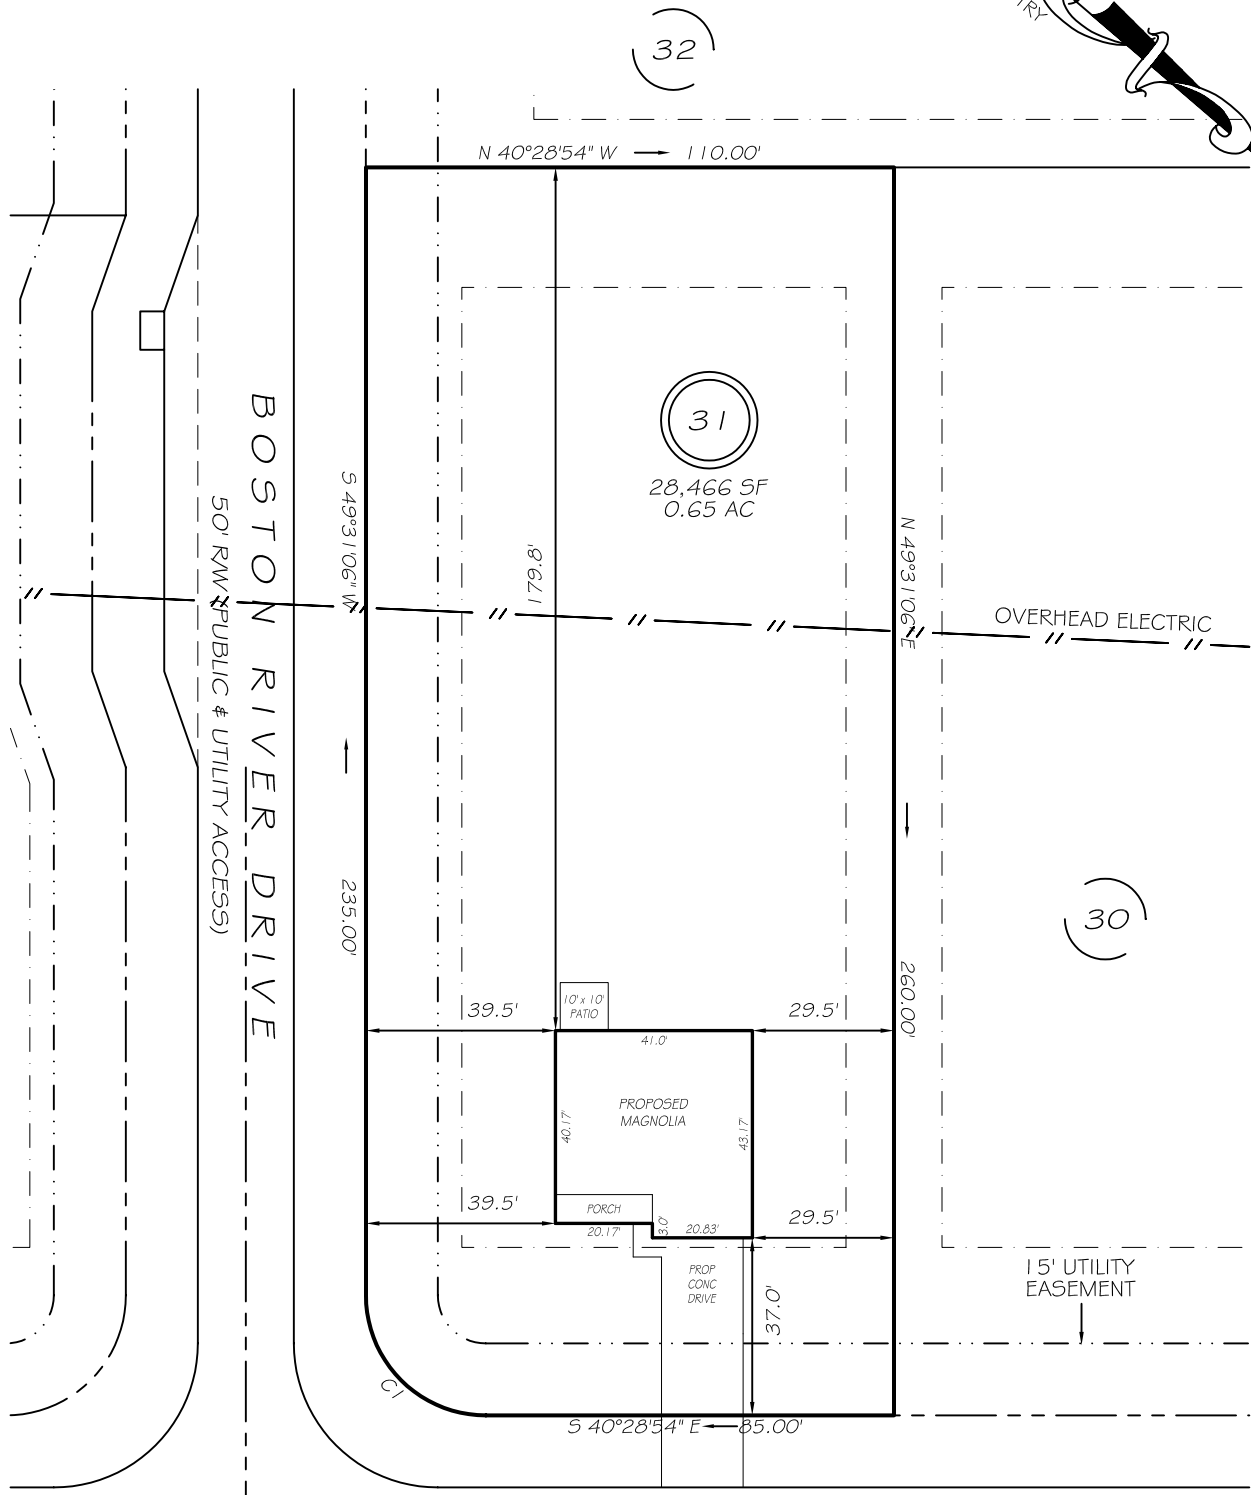 TRY
32
N 40°28'54" W 110.00'
31
28,466 SF
0.65 AC
BOSTON RIVER DRIVE
50' R/W (PUBLIC & UTILITY ACCESS)
S 49°31'06" W
235.00'
179.8'
N 49°31'06" E
260.00'
OVERHEAD ELECTRIC
30
10' x 10'
PATIO
39.5'
29.5'
41.0'
PROPOSED
MAGNOLIA
40.17'
43.17'
39.5'
PORCH
20.17'
3.0'
20.83'
29.5'
PROP
CONC
DRIVE
37.0'
15' UTILITY
EASEMENT
C1
S 40°28'54" E 85.00'